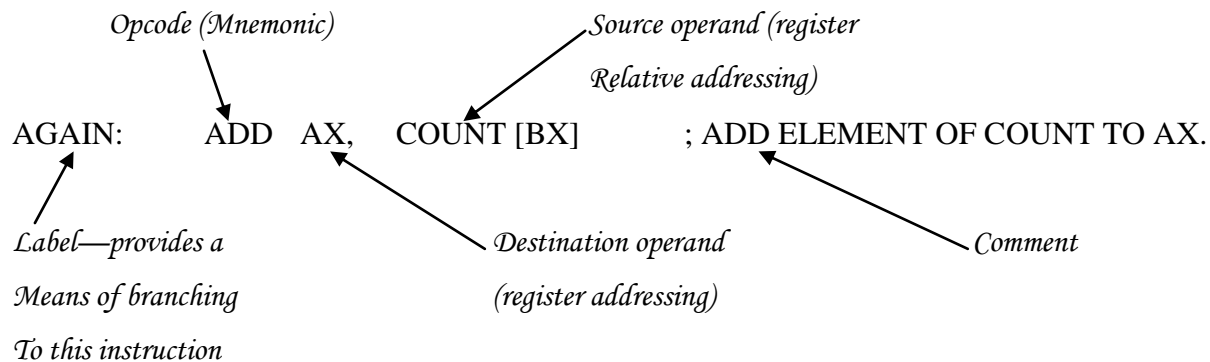 Opcode (Mnemonic)
Source operand (register
Relative addressing)
AGAIN: ADD AX, COUNT [BX] ; ADD ELEMENT OF COUNT TO AX.
Label—provides a
Means of branching
To this instruction
Destination operand
(register addressing)
Comment